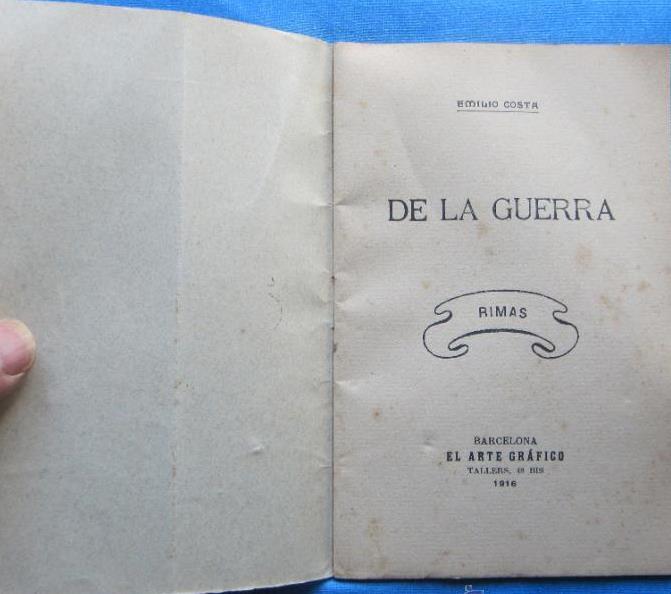 EMILIO COSTA
DE LA GUERRA
RIMAS
BARCELONA
EL ARTE GRÁFICO
TALLERS, 48 BIS
1916